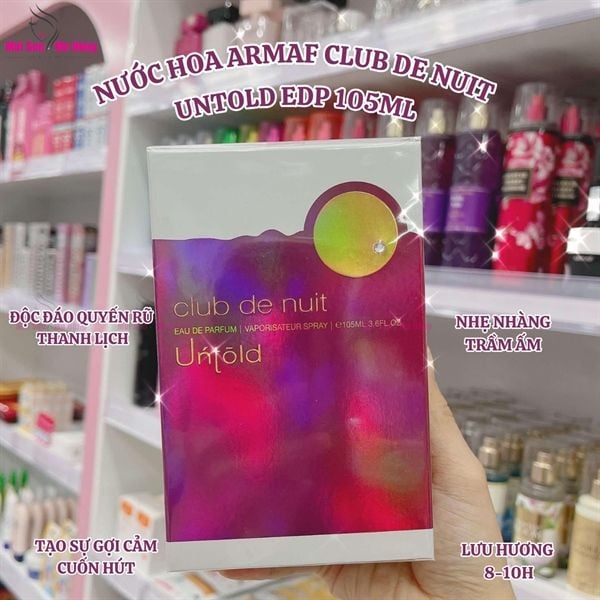 NƯỚC HOA ARMAF CLUB DE NUIT
UNTOLD EDP 105ML
club de nuit
EAU DE PARFUM | VAPORISATEUR SPRAY | ℮105ML 3.6FL.OZ.
Untold
ĐỘC ĐÁO QUYẾN RŨ
THANH LỊCH
NHẸ NHÀNG
TRẦM ẤM
TẠO SỰ GỢI CẢM
CUỐN HÚT
LƯU HƯƠNG
8-10H